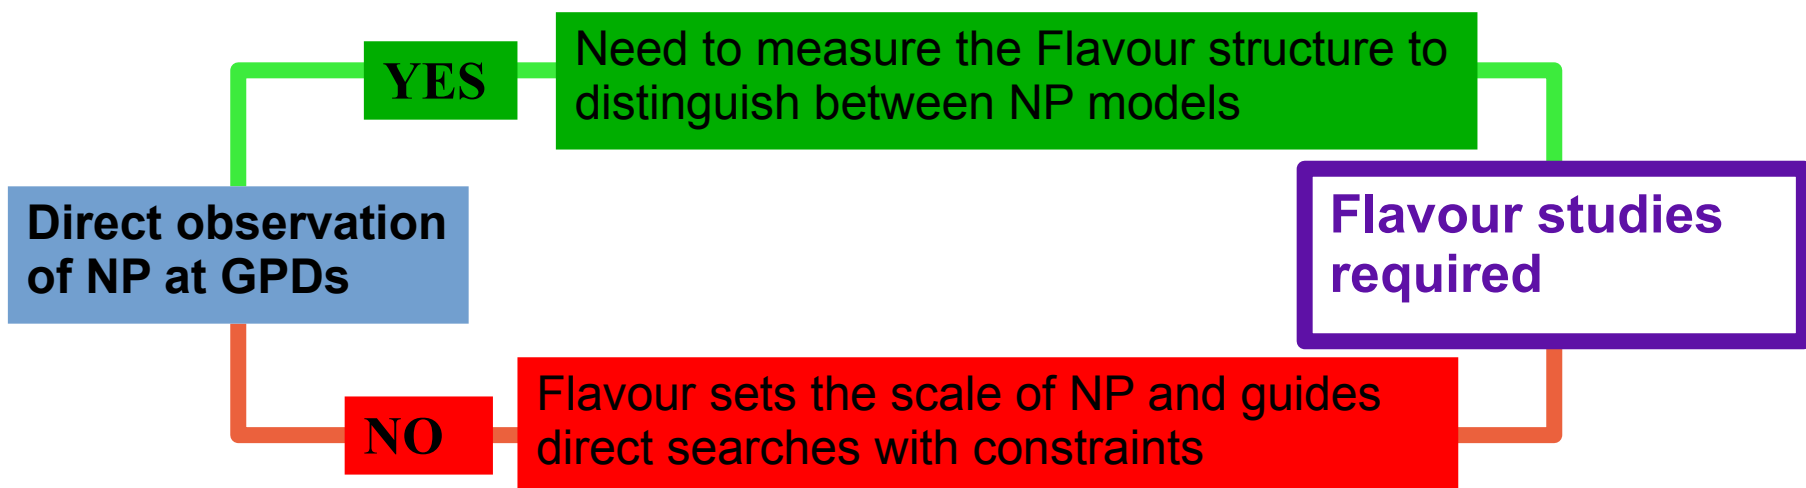 YES
Need to measure the Flavour structure to
distinguish between NP models
Direct observation
of NP at GPDs
Flavour studies
required
NO
Flavour sets the scale of NP and guides
direct searches with constraints